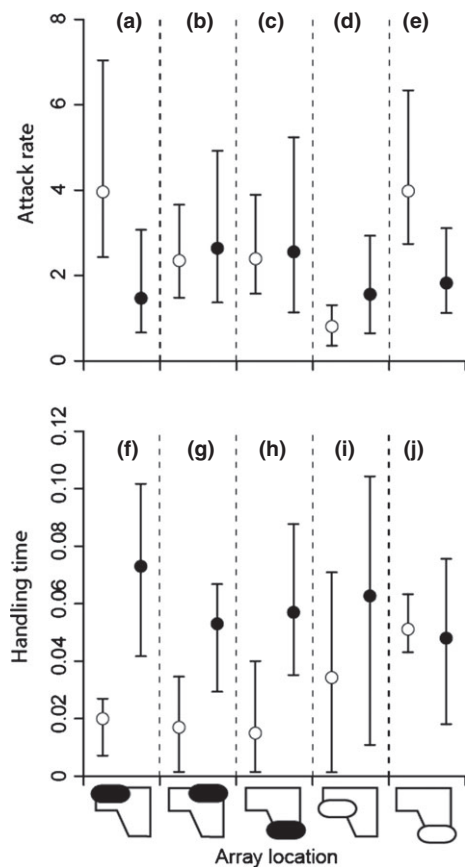 (a) (b) (c) (d) (e)
8
6
4
2
0
Attack rate
(f) (g) (h) (i) (j)
0.12
0.10
0.08
0.06
0.04
0.02
0
Handling time
Array location